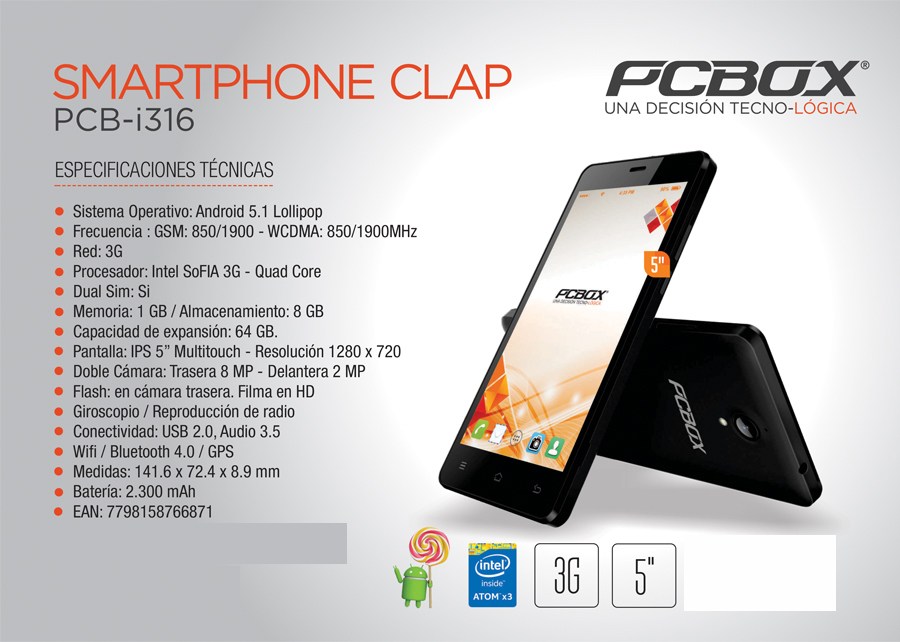 SMARTPHONE CLAP
PCB-i316
PCBOX®
UNA DECISIÓN TECNO-LÓGICA
ESPECIFICACIONES TÉCNICAS
Sistema Operativo: Android 5.1 Lollipop
Frecuencia : GSM: 850/1900 - WCDMA: 850/1900MHz
Red: 3G
Procesador: Intel SoFIA 3G - Quad Core
Dual Sim: Si
Memoria: 1 GB / Almacenamiento: 8 GB
Capacidad de expansión: 64 GB.
Pantalla: IPS 5” Multitouch - Resolución 1280 x 720
Doble Cámara: Trasera 8 MP - Delantera 2 MP
Flash: en cámara trasera. Filma en HD
Giroscopio / Reproducción de radio
Conectividad: USB 2.0, Audio 3.5
Wifi / Bluetooth 4.0 / GPS
Medidas: 141.6 x 72.4 x 8.9 mm
Batería: 2.300 mAh
EAN: 7798158766871
5"
PCBOX
UNA DECISIÓN TECNO-LÓGICA
PCBOX
intel
inside
ATOM x3
3G
5"